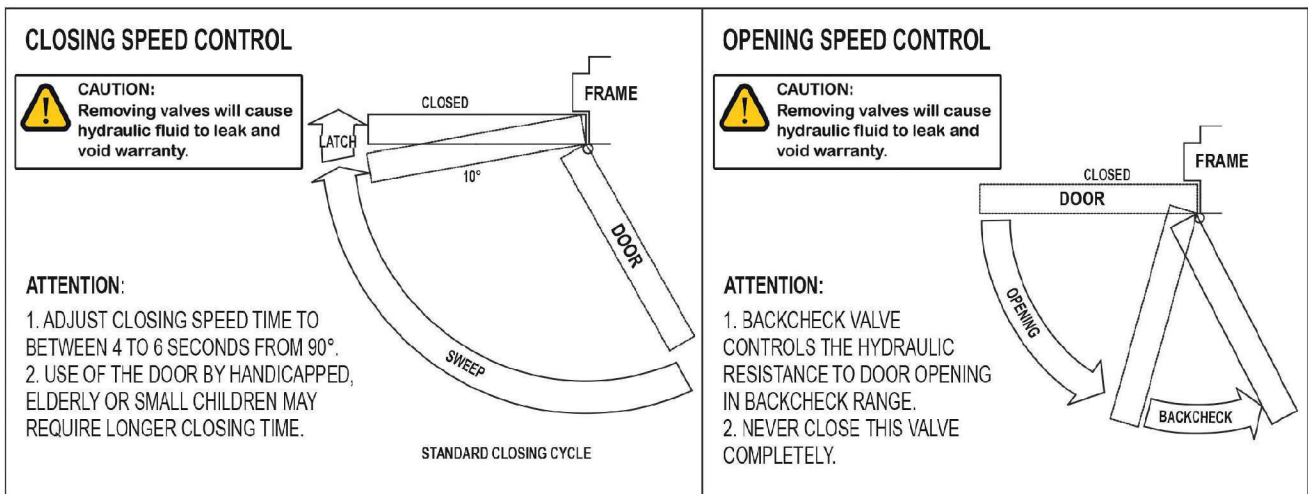 CLOSING SPEED CONTROL
CAUTION:
Removing valves will cause
hydraulic fluid to leak and
void warranty.
CLOSED
FRAME
LATCH
10°
DOOR
SWEEP
ATTENTION:
1. ADJUST CLOSING SPEED TIME TO
BETWEEN 4 TO 6 SECONDS FROM 90°.
2. USE OF THE DOOR BY HANDICAPPED,
ELDERLY OR SMALL CHILDREN MAY
REQUIRE LONGER CLOSING TIME.
STANDARD CLOSING CYCLE
OPENING SPEED CONTROL
CAUTION:
Removing valves will cause
hydraulic fluid to leak and
void warranty.
FRAME
CLOSED
DOOR
OPENING
BACKCHECK
ATTENTION:
1. BACKCHECK VALVE
CONTROLS THE HYDRAULIC
RESISTANCE TO DOOR OPENING
IN BACKCHECK RANGE.
2. NEVER CLOSE THIS VALVE
COMPLETELY.